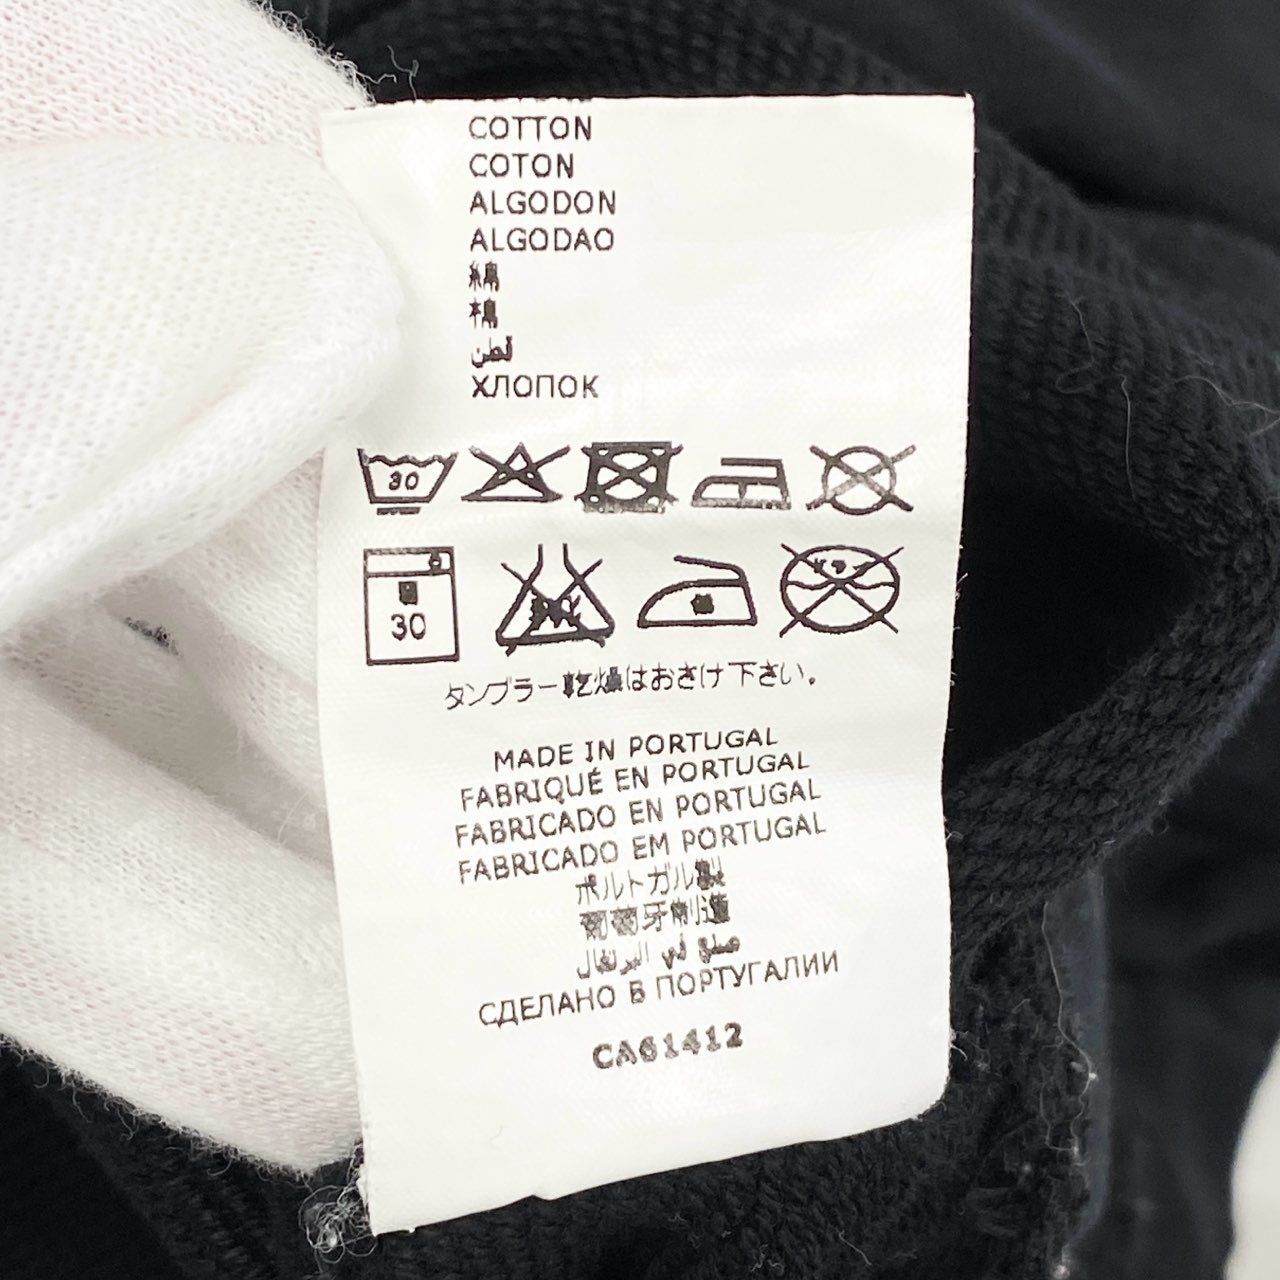 COTTON
COTON
ALGODON
ALGODAO
綿
棉
قطن
ХЛОПОК
30
30
タンブラー乾燥はおさけ下さい。
MADE IN PORTUGAL
FABRIQUÉ EN PORTUGAL
FABRICADO EN PORTUGAL
FABRICADO EM PORTUGAL
ポルトガル製
葡萄牙制造
صنع في البرتغال
СДЕЛАНО В ПОРТУГАЛИИ
CA61412